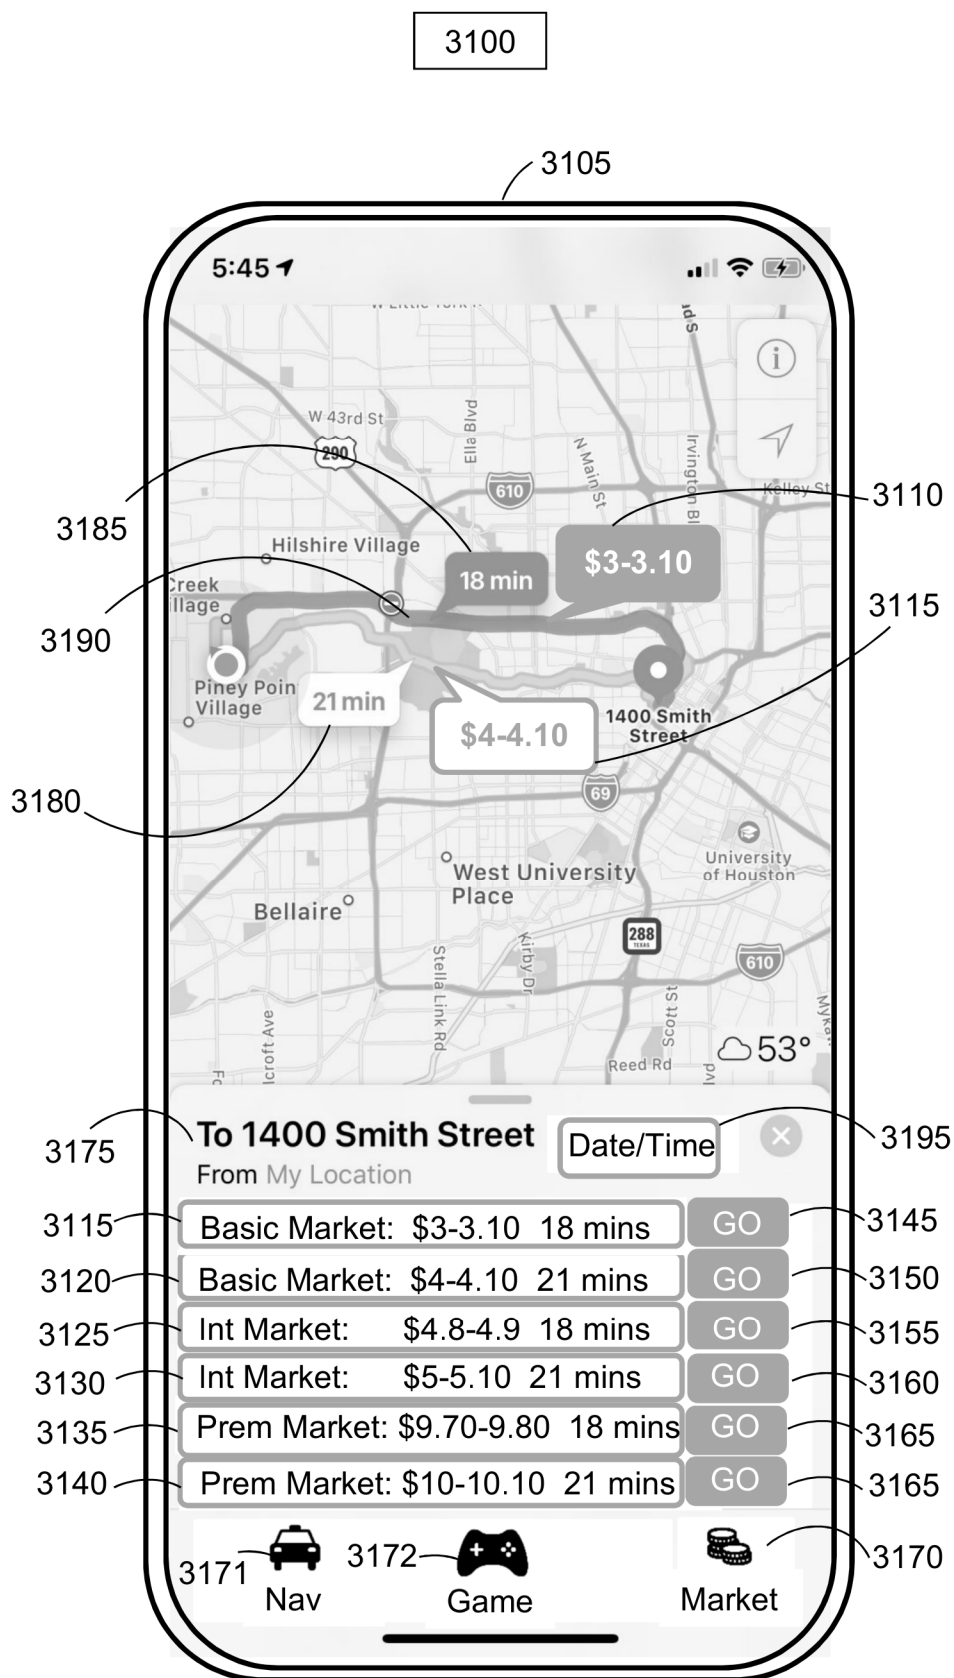 3100
3105
5:45
W 43rd St
Ella Blvd
N Main St
Irvington Bl
290
610
Kelley St
3110
3185
Hilshire Village
$3-3.10
18 min
Creek
illage
3115
3190
Piney Poin
Village
21 min
$4-4.10
1400 Smith
Street
3180
69
University
of Houston
West University
Place
Bellaire
288
TEXAS
610
Stella Link Rd
Kirby Dr
Scott St
lcroft Ave
Reed Rd
53°
To 1400 Smith Street
Date/Time
3195
3175
From My Location
3115 Basic Market: $3-3.10 18 mins GO 3145
3120 Basic Market: $4-4.10 21 mins GO 3150
3125 Int Market: $4.8-4.9 18 mins GO 3155
3130 Int Market: $5-5.10 21 mins GO 3160
3135 Prem Market: $9.70-9.80 18 mins GO 3165
3140 Prem Market: $10-10.10 21 mins GO 3165
3171 3172 3170
Nav Game Market